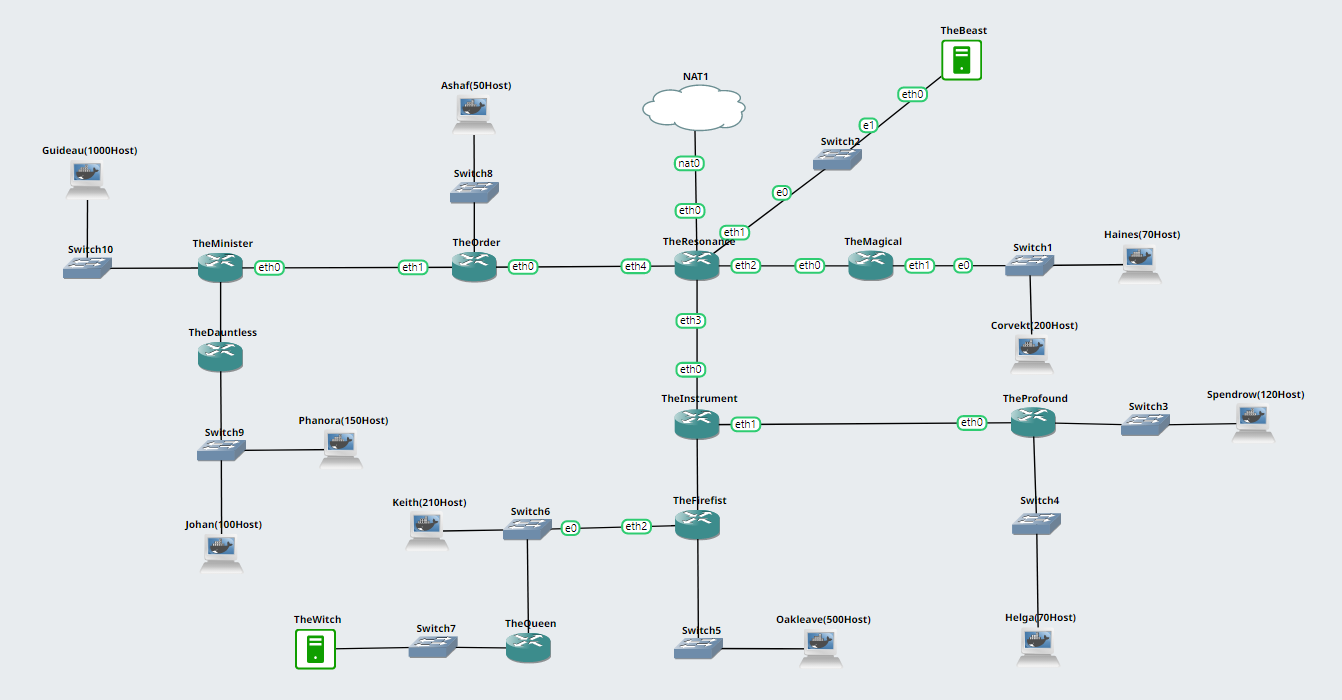 TheBeast
NAT1
Ashaf(50Host)
eth0
e1
Guideau(1000Host)
Switch2
nat0
Switch8
e0
eth0
eth1
TheMinister
TheOrder
TheResonance
TheMagical
Haines(70Host)
Switch10
Switch1
eth0
eth1
eth0
eth4
eth2
eth0
eth1
e0
eth3
Corvekt(200Host)
TheDauntless
eth0
TheInstrument
TheProfound
Spendrow(120Host)
Switch3
Phanora(150Host)
eth1
eth0
Switch9
Keith(210Host)
TheFirefist
Switch4
Switch6
Johan(100Host)
e0
eth2
TheWitch
Switch7
TheQueen
Switch5
Oakleave(500Host)
Helga(70Host)